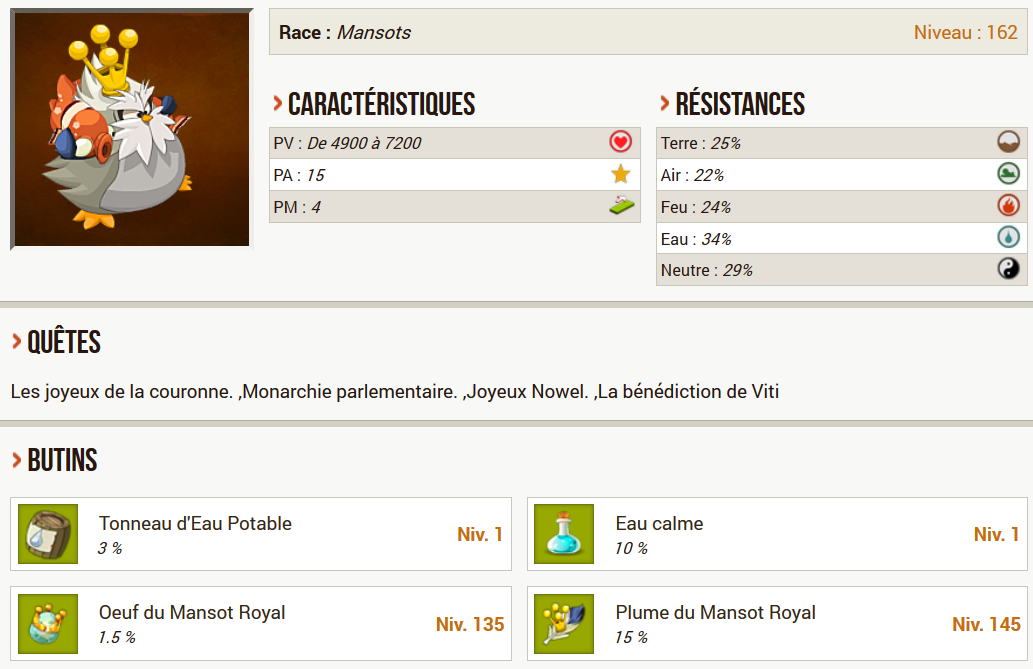 Race : Mansots
Niveau : 162
CARACTÉRISTIQUES
PV : De 4900 à 7200
PA : 15
PM : 4
RÉSISTANCES
Terre : 25%
Air : 22%
Feu : 24%
Eau : 34%
Neutre : 29%
QUÊTES
Les joyeux de la couronne. ,Monarchie parlementaire. ,Joyeux Nowel. ,La bénédiction de Viti
BUTINS
Tonneau d'Eau Potable
3 %
Niv. 1
Eau calme
10 %
Niv. 1
Oeuf du Mansot Royal
1.5 %
Niv. 135
Plume du Mansot Royal
15 %
Niv. 145